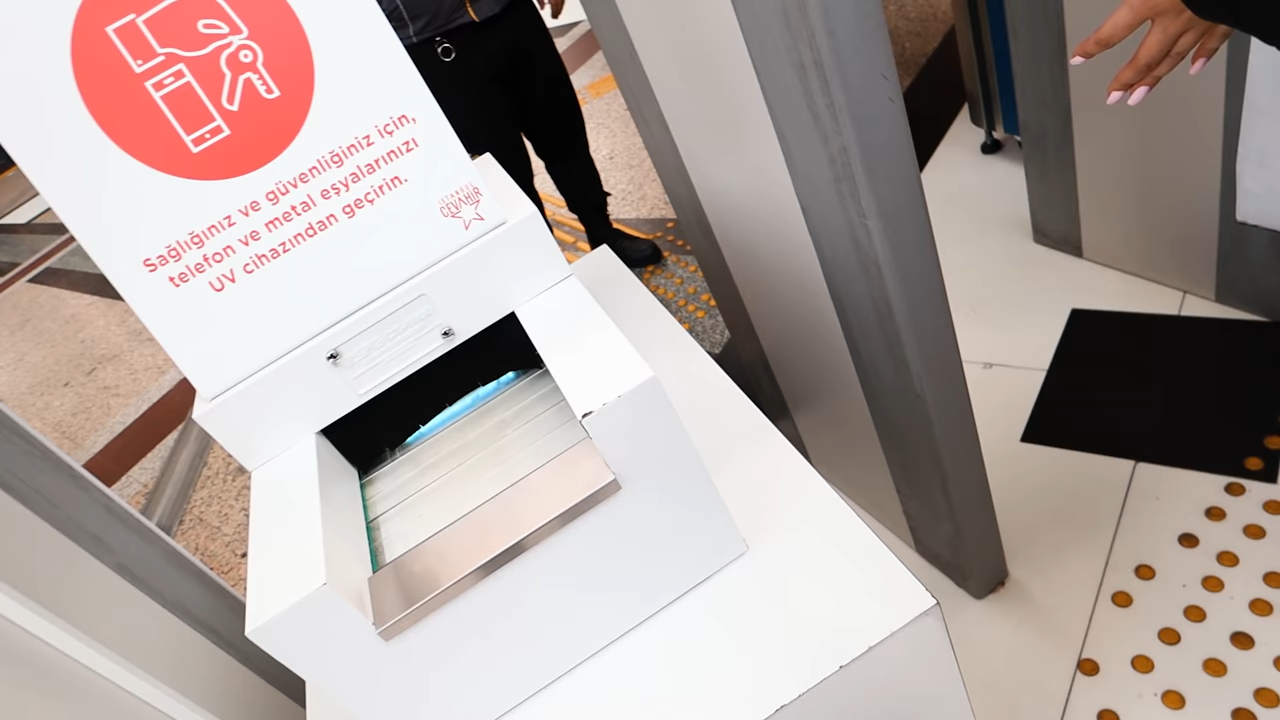 Sağlığınız ve güvenliğiniz için,
telefon ve metal eşyalarınızı
UV cihazından geçirin.
İSTANBUL
CEVAHİR